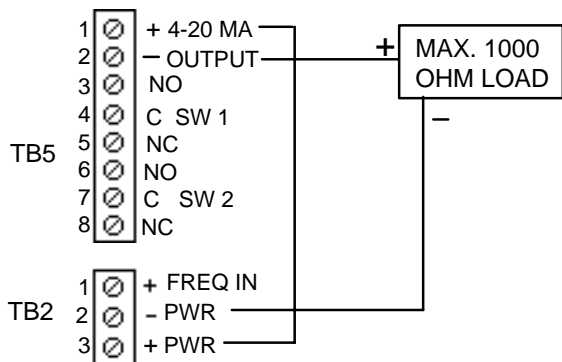 1 + 4-20 MA
2 – OUTPUT
3 NO
4 C SW 1
5 NC
6 NO
7 C SW 2
8 NC
TB5
+ MAX. 1000
OHM LOAD
–
1 + FREQ IN
TB2 2 - PWR
3 + PWR